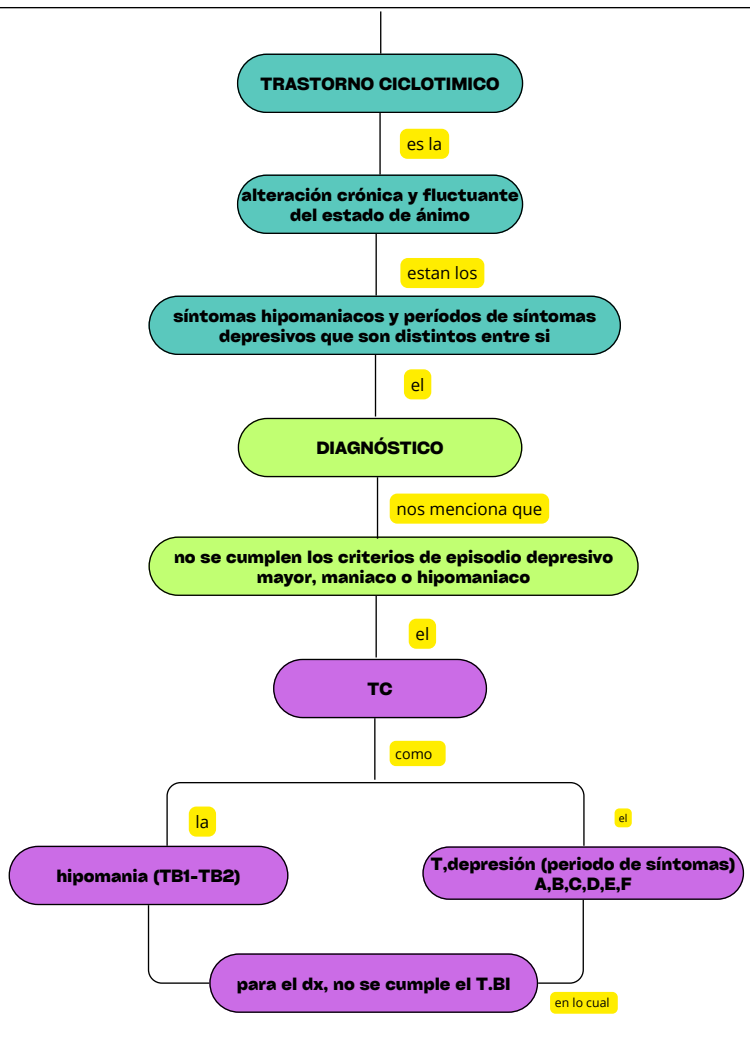 TRASTORNO CICLOTIMICO
es la
alteración crónica y fluctuante
del estado de ánimo
estan los
síntomas hipomaniacos y períodos de síntomas
depresivos que son distintos entre si
el
DIAGNÓSTICO
nos menciona que
no se cumplen los criterios de episodio depresivo
mayor, maniaco o hipomaniaco
el
TC
como
la
el
hipomania (TB1-TB2)
T,depresión (periodo de síntomas)
A,B,C,D,E,F
para el dx, no se cumple el T.BI
en lo cual